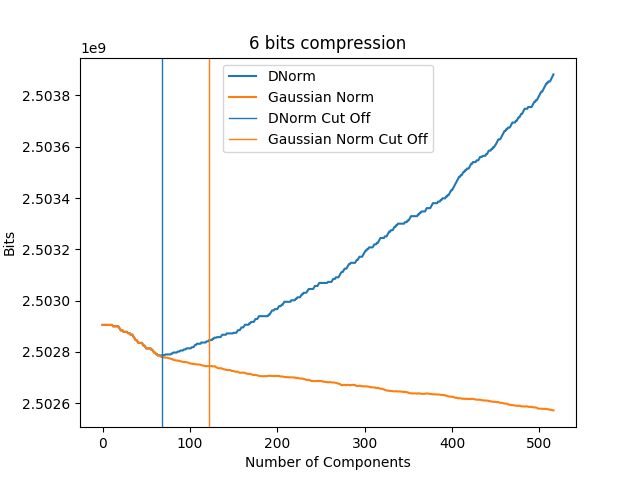 6 bits compression
1e9
DNorm
Gaussian Norm
DNorm Cut Off
Gaussian Norm Cut Off
2.5038
2.5036
2.5034
2.5032
2.5030
2.5028
2.5026
Bits
0 100 200 300 400 500
Number of Components